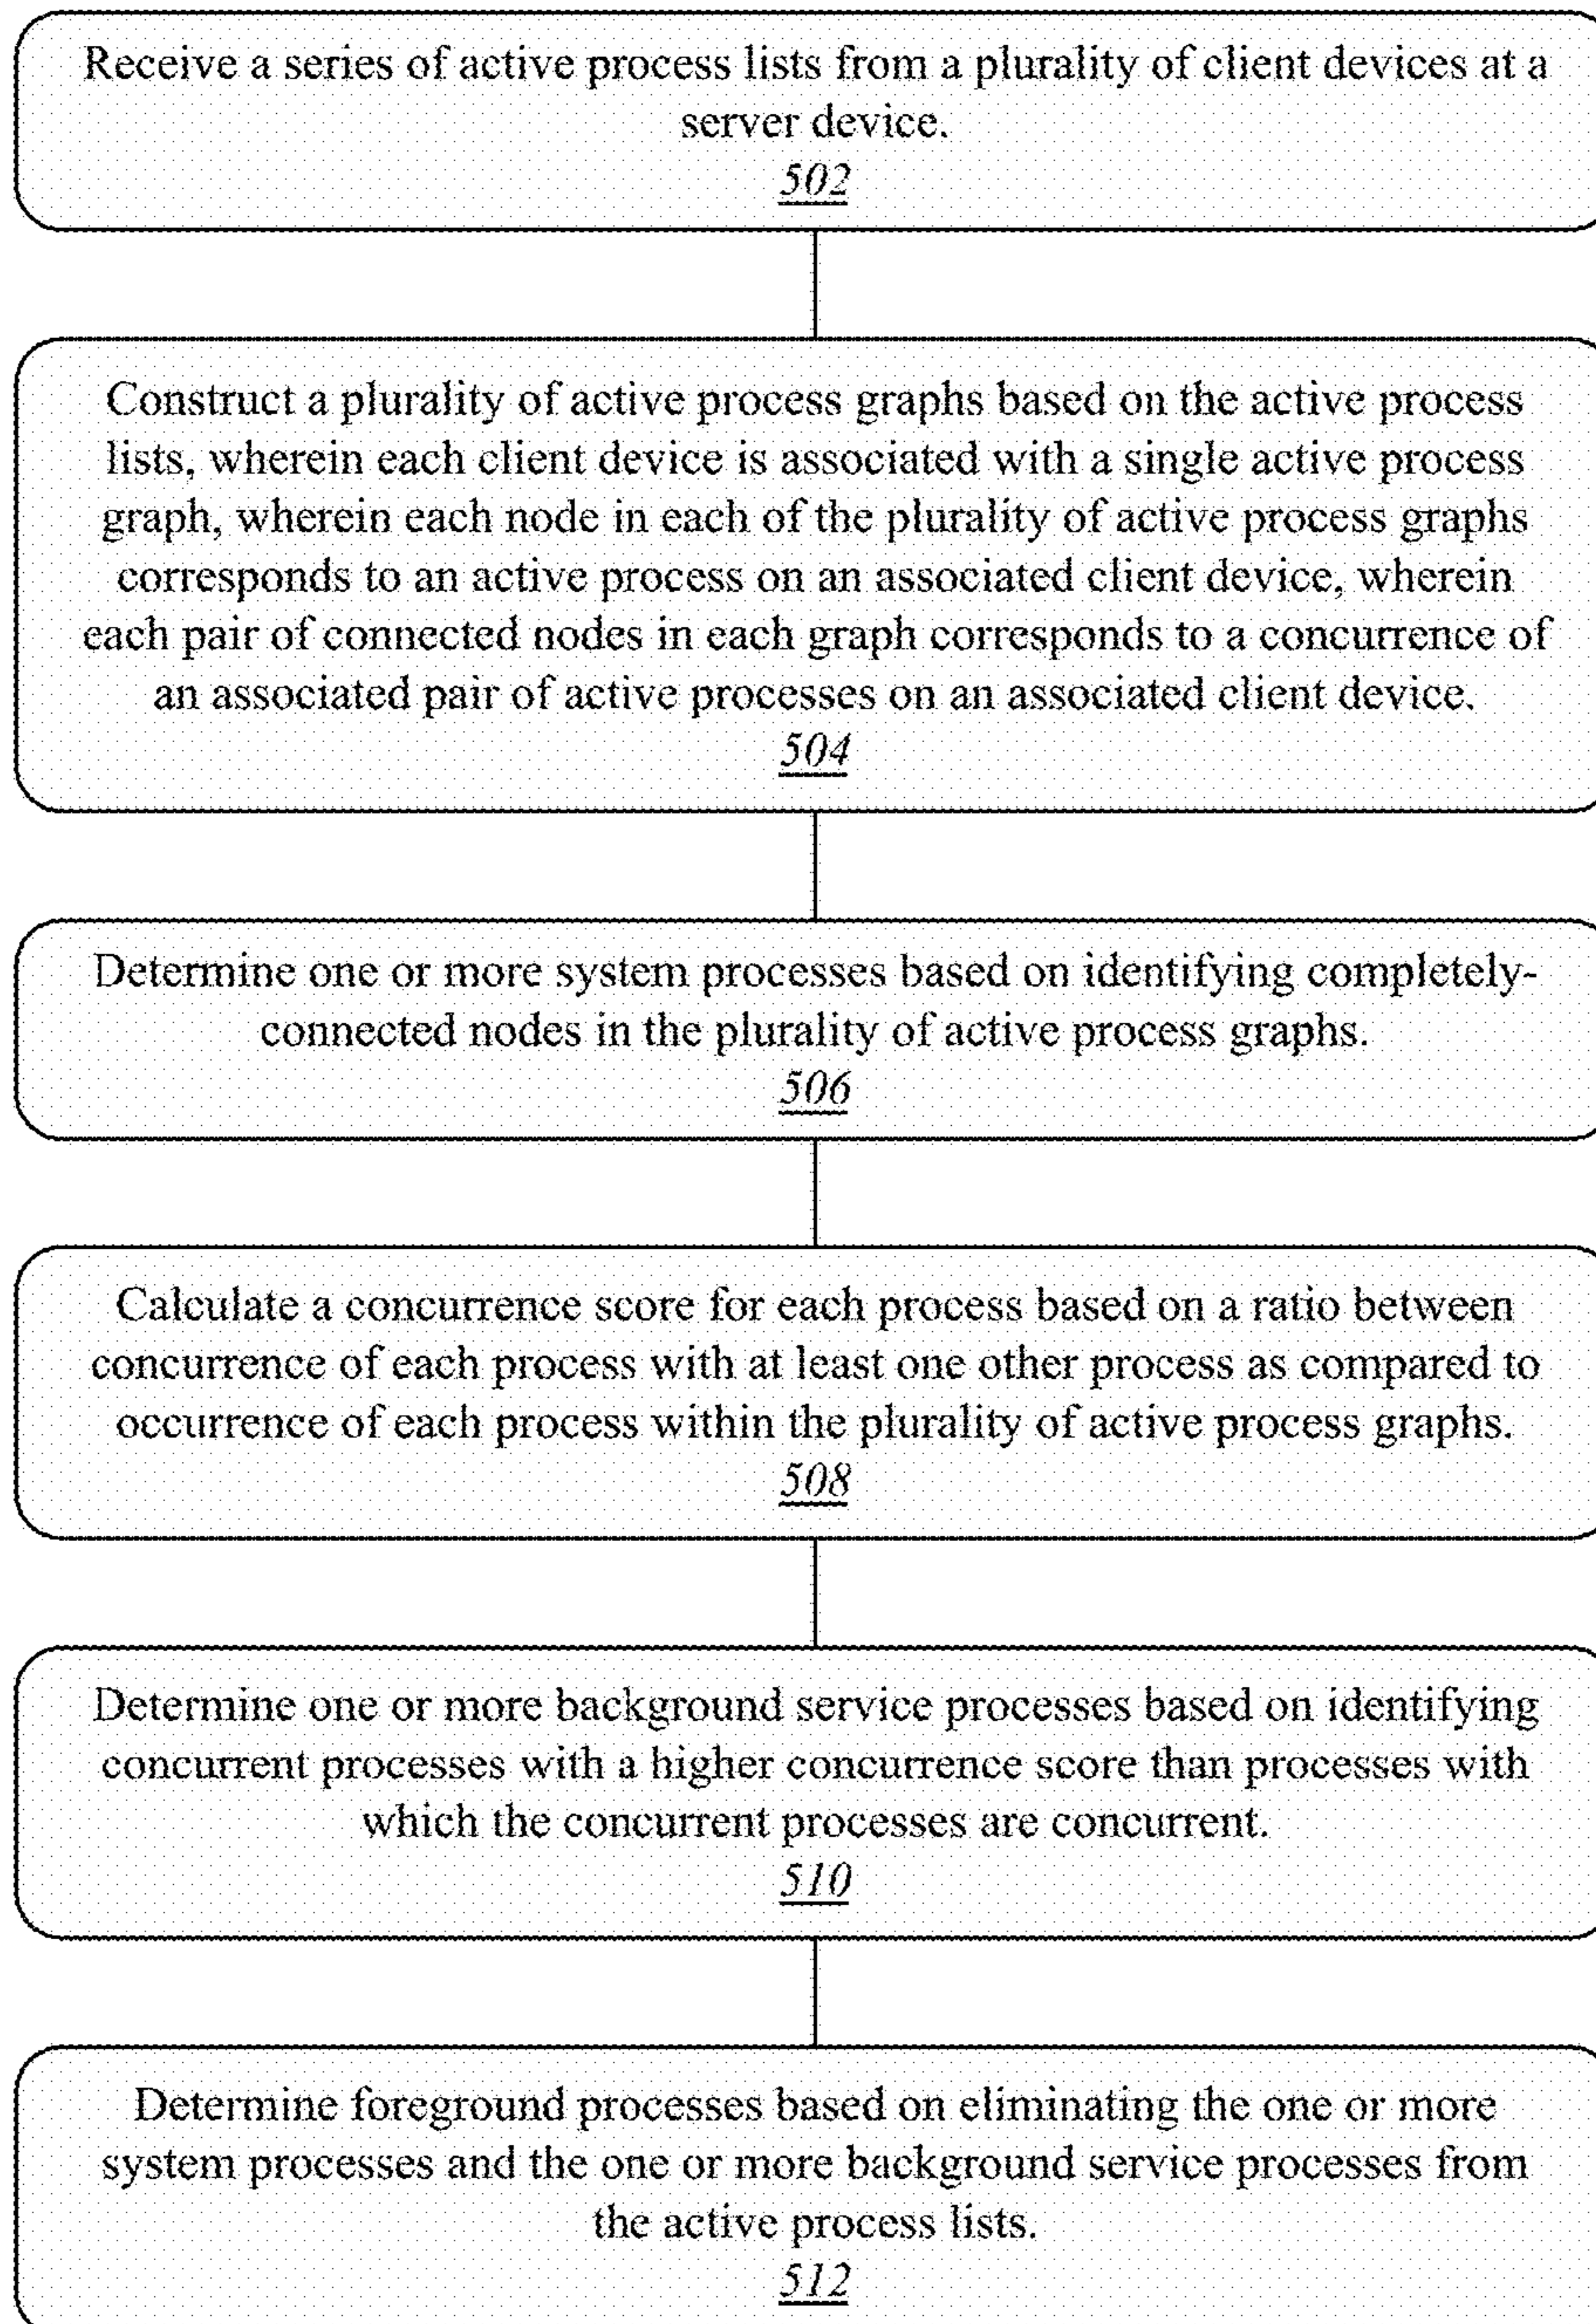 Receive a series of active process lists from a plurality of client devices at a
server device.
502
Construct a plurality of active process graphs based on the active process
lists, wherein each client device is associated with a single active process
graph, wherein each node in each of the plurality of active process graphs
corresponds to an active process on an associated client device, wherein
each pair of connected nodes in each graph corresponds to a concurrence of
an associated pair of active processes on an associated client device.
504
Determine one or more system processes based on identifying completely-
connected nodes in the plurality of active process graphs.
506
Calculate a concurrence score for each process based on a ratio between
concurrence of each process with at least one other process as compared to
occurrence of each process within the plurality of active process graphs.
508
Determine one or more background service processes based on identifying
concurrent processes with a higher concurrence score than processes with
which the concurrent processes are concurrent.
510
Determine foreground processes based on eliminating the one or more
system processes and the one or more background service processes from
the active process lists.
512